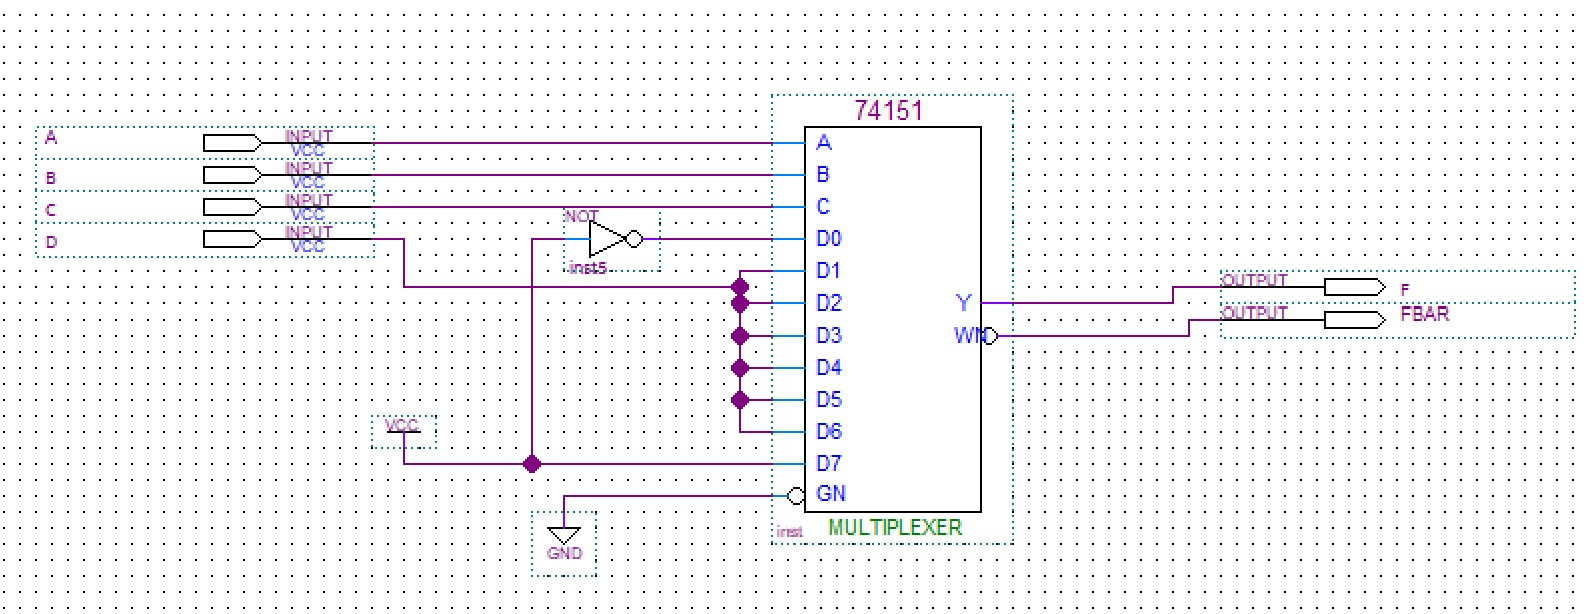 74151
A INPUT
VCC
A
B INPUT
VCC
B
C INPUT
VCC
C
D INPUT
VCC
NOT
inst5
D0
D1
D2
D3
D4
D5
D6
D7
GN
Y
WN
OUTPUT F
OUTPUT FBAR
VCC
GND
inst
MULTIPLEXER